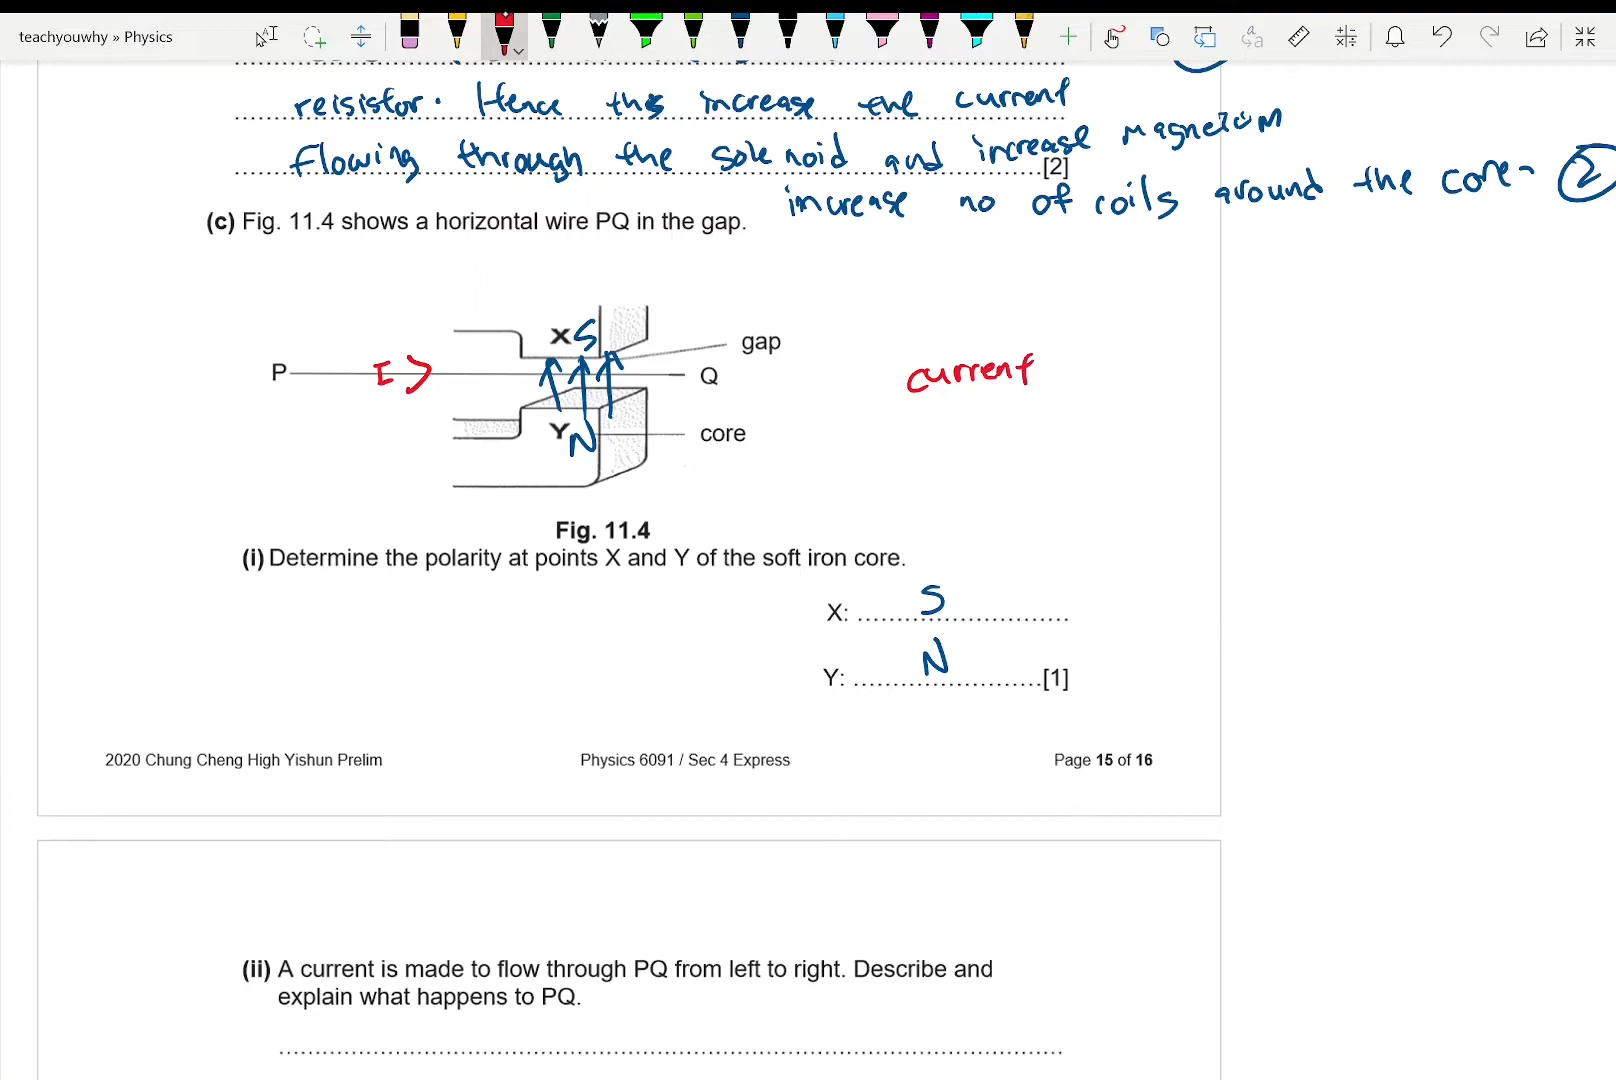 teachyouwhy » Physics
reisistor. Hence this increase the current
flowing through the solenoid and increase magnetism
[2]
increase no of coils around the core. 2
(c) Fig. 11.4 shows a horizontal wire PQ in the gap.
X S
gap
P I > Q
current
Y N
core
Fig. 11.4
(i) Determine the polarity at points X and Y of the soft iron core.
X: S
Y: N [1]
2020 Chung Cheng High Yishun Prelim Physics 6091 / Sec 4 Express Page 15 of 16
(ii) A current is made to flow through PQ from left to right. Describe and
explain what happens to PQ.